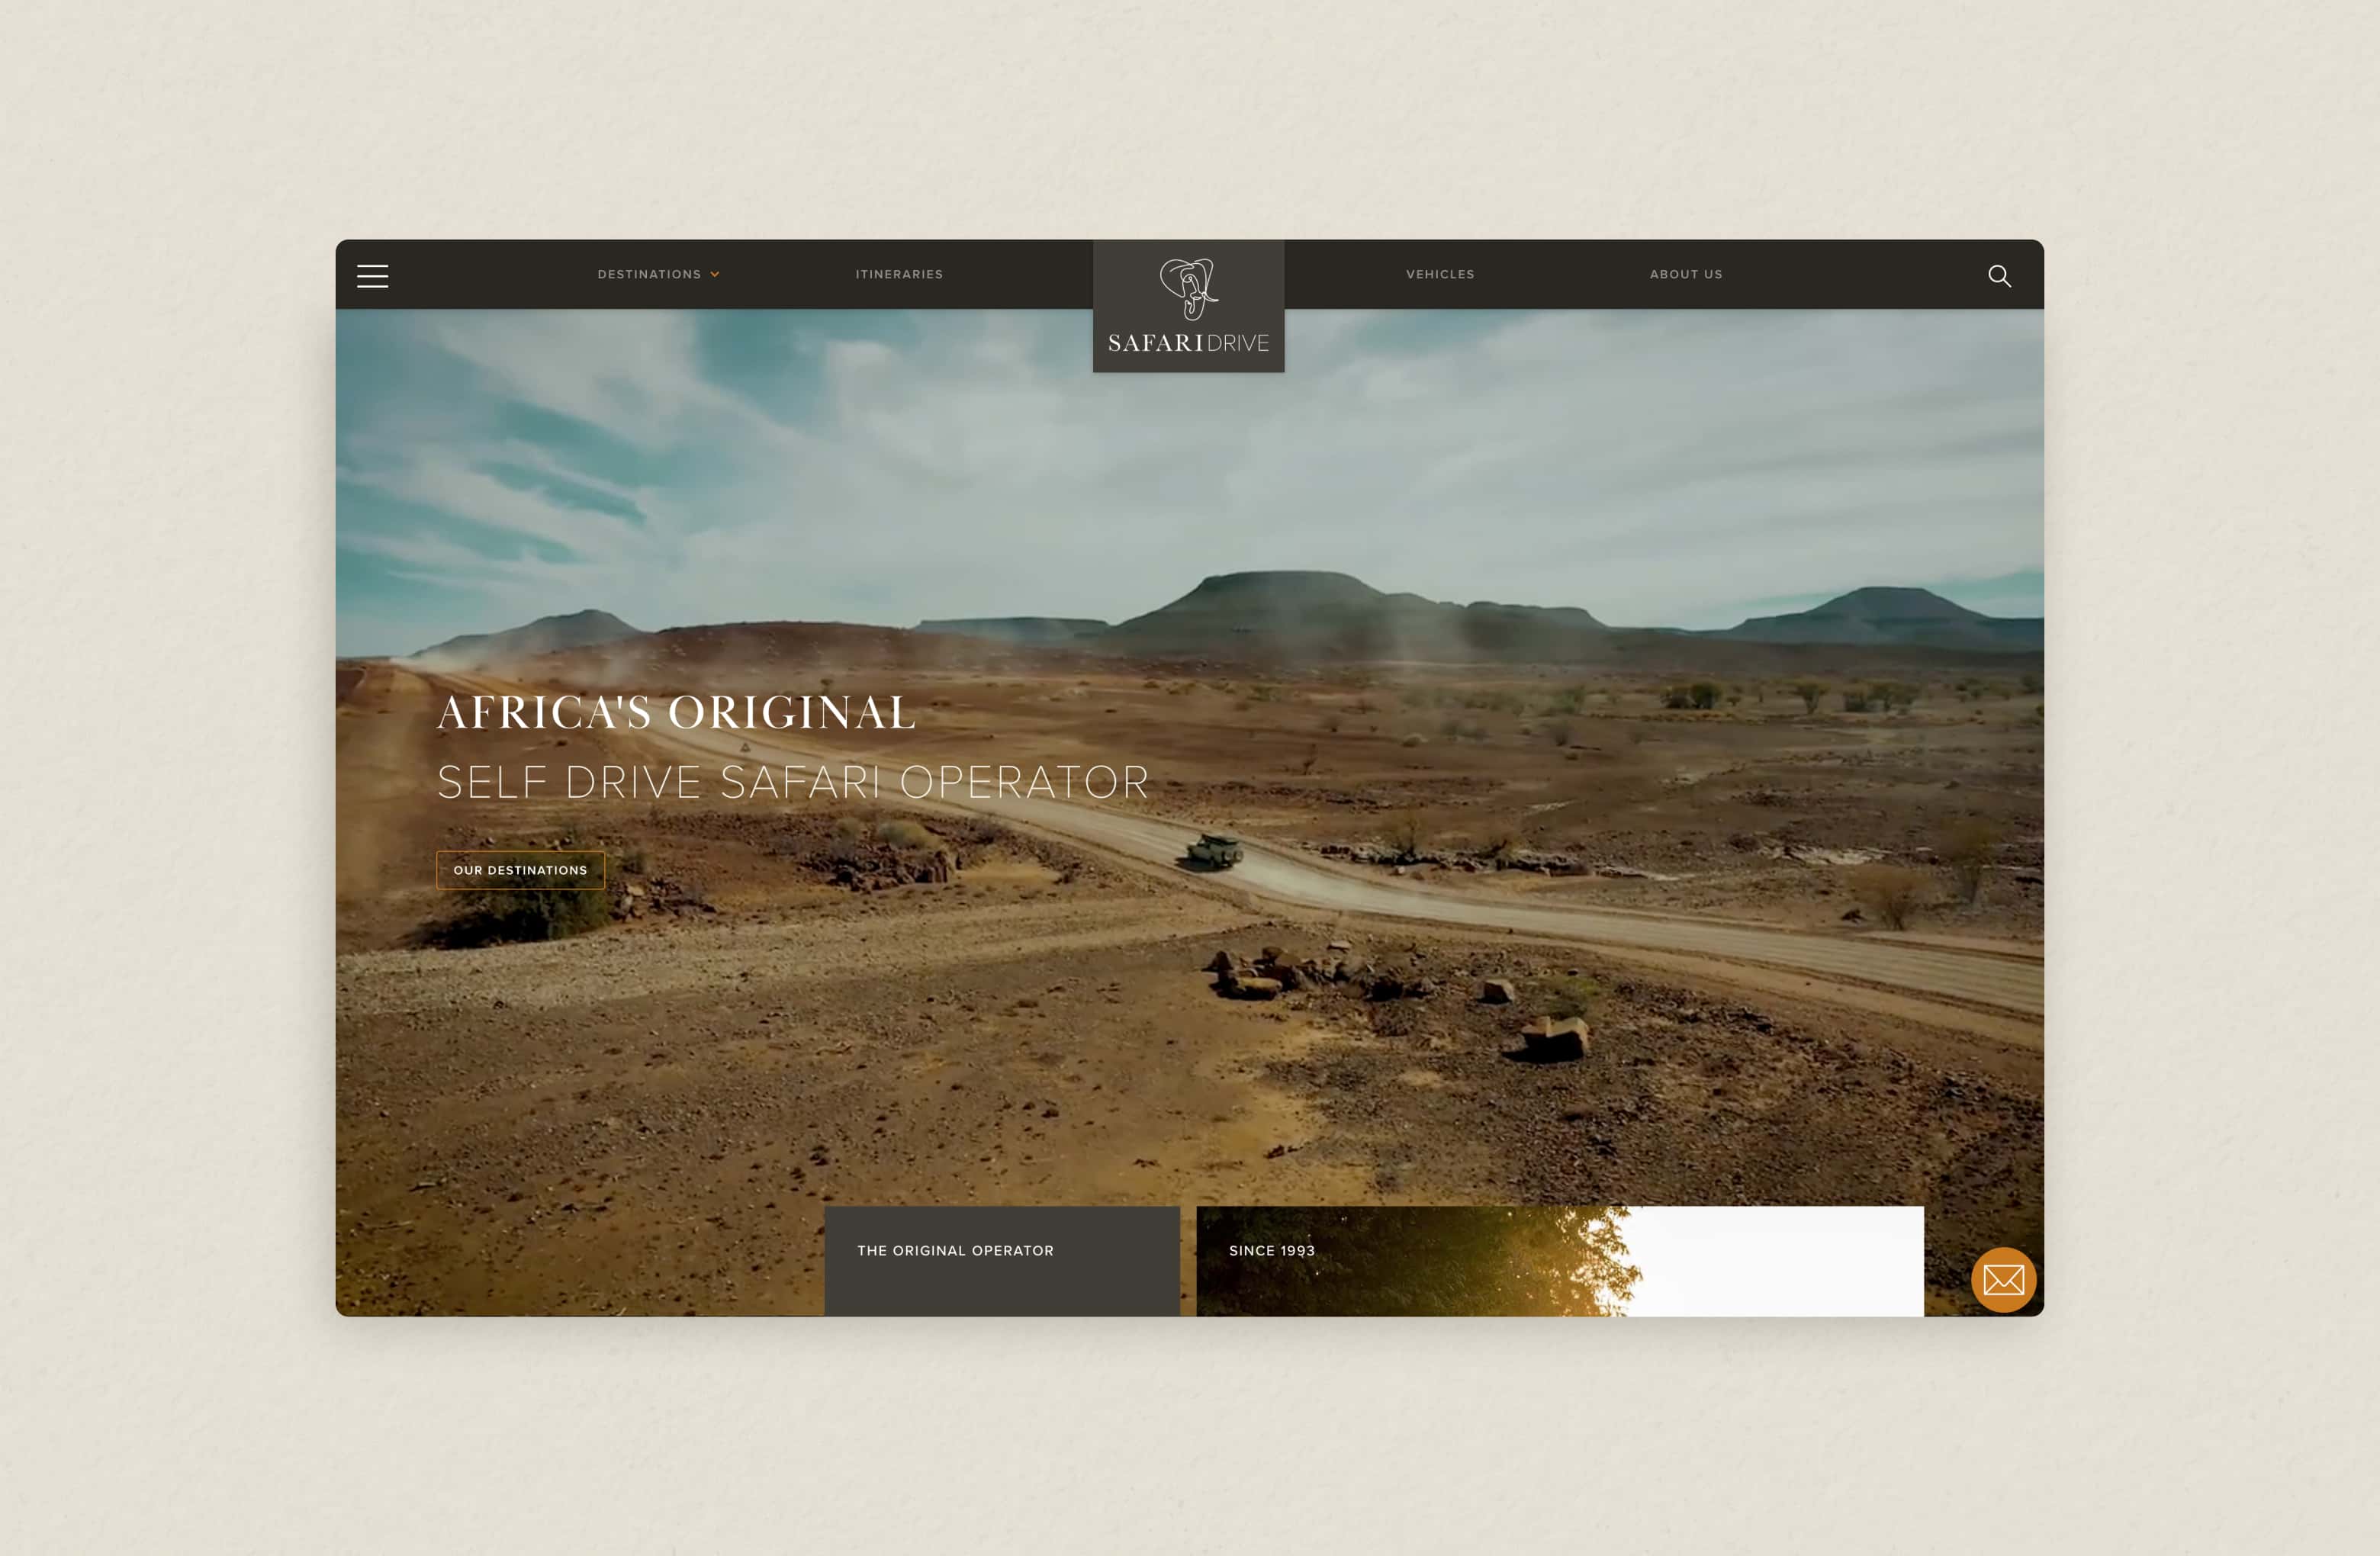 DESTINATIONS
ITINERARIES
SAFARIDRIVE
VEHICLES
ABOUT US
AFRICA'S ORIGINAL
SELF DRIVE SAFARI OPERATOR
OUR DESTINATIONS
THE ORIGINAL OPERATOR
SINCE 1993